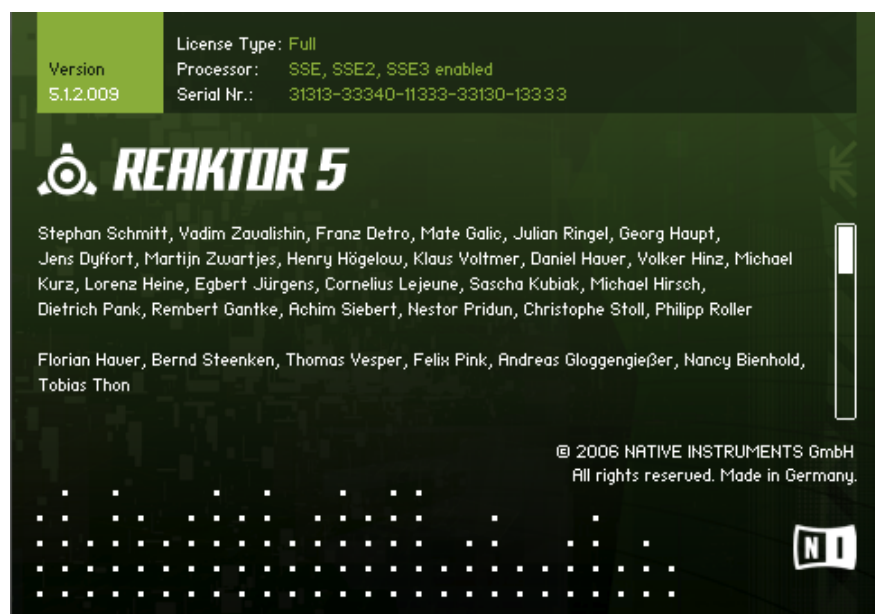 License Type: Full
Version
Processor: SSE, SSE2, SSE3 enabled
5.1.2.009
Serial Nr.: 31313-33340-11333-33130-13333
REAKTOR 5
Stephan Schmitt, Vadim Zavalishin, Franz Detro, Mate Galic, Julian Ringel, Georg Haupt,
Jens Dyffort, Martijn Zwartjes, Henry Högelow, Klaus Voltmer, Daniel Hauer, Volker Hinz, Michael
Kurz, Lorenz Heine, Egbert Jürgens, Cornelius Lejeune, Sascha Kubiak, Michael Hirsch,
Dietrich Pank, Rembert Gantke, Achim Siebert, Nestor Pridun, Christophe Stoll, Philipp Roller
Florian Haver, Bernd Steenken, Thomas Vesper, Felix Pink, Andreas Gloggengießer, Nancy Bienhold,
Tobias Thon
© 2006 NATIVE INSTRUMENTS GmbH
All rights reserved. Made in Germany.
N I